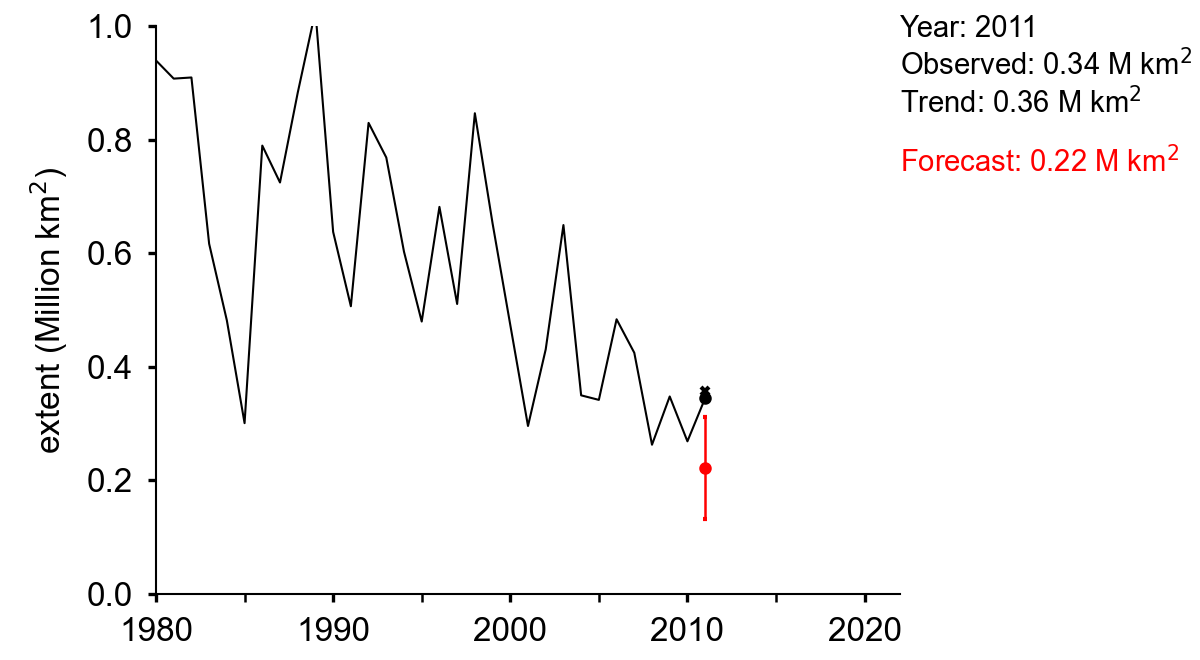 Year: 2011
Observed: 0.34 M km²
Trend: 0.36 M km²
Forecast: 0.22 M km²
extent (Million km²)
1.0
0.8
0.6
0.4
0.2
0.0
1980 1990 2000 2010 2020